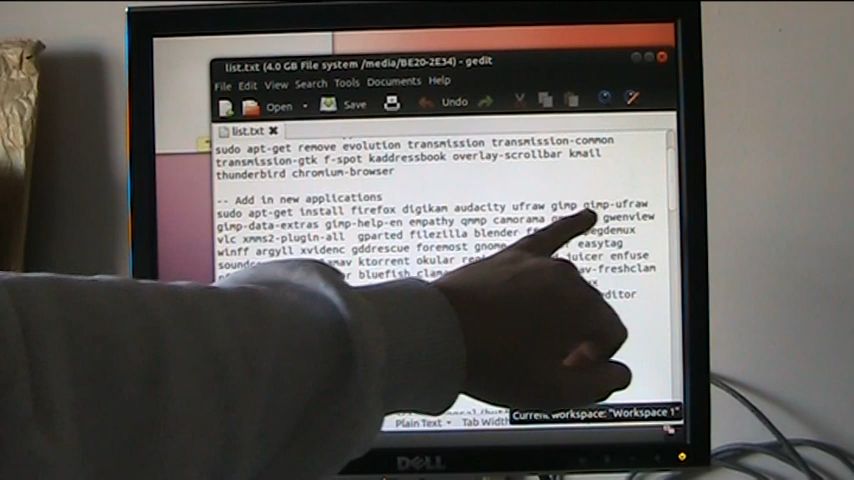 list.txt (4.0 GB File system /media/BE20-2E34) - gedit
File Edit View Search Tools Documents Help
Open Save Undo
list.txt
sudo apt-get remove evolution transmission transmission-common
transmission-gtk f-spot kaddressbook overlay-scrollbar kmail
thunderbird chromium-browser
-- Add in new applications
sudo apt-get install firefox digikam audacity ufraw gimp gimp-ufraw
gimp-data-extras gimp-help-en empathy qmmp camorama gwenview
vlc xmms2-plugin-all gparted filezilla blender
winff argyll xvidenc gddrescue foremost easytag
ktorrent okular juicer enfuse
bluefish
Plain Text Tab Width
Current workspace: "Workspace 1"
DELL